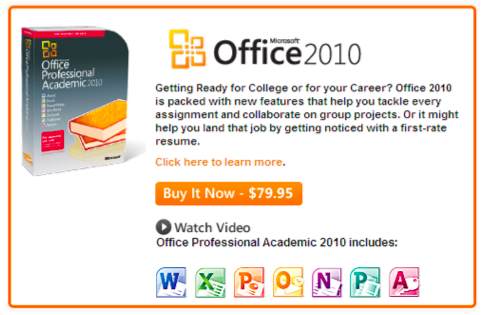 Microsoft
Office2010
Office
Professional
Academic 2010
Microsoft
Getting Ready for College or for your Career? Office 2010
is packed with new features that help you tackle every
assignment and collaborate on group projects. Or it might
help you land that job by getting noticed with a first-rate
resume.
Click here to learn more.
Buy It Now - $79.95
Watch Video
Office Professional Academic 2010 includes:
W X P O N P A